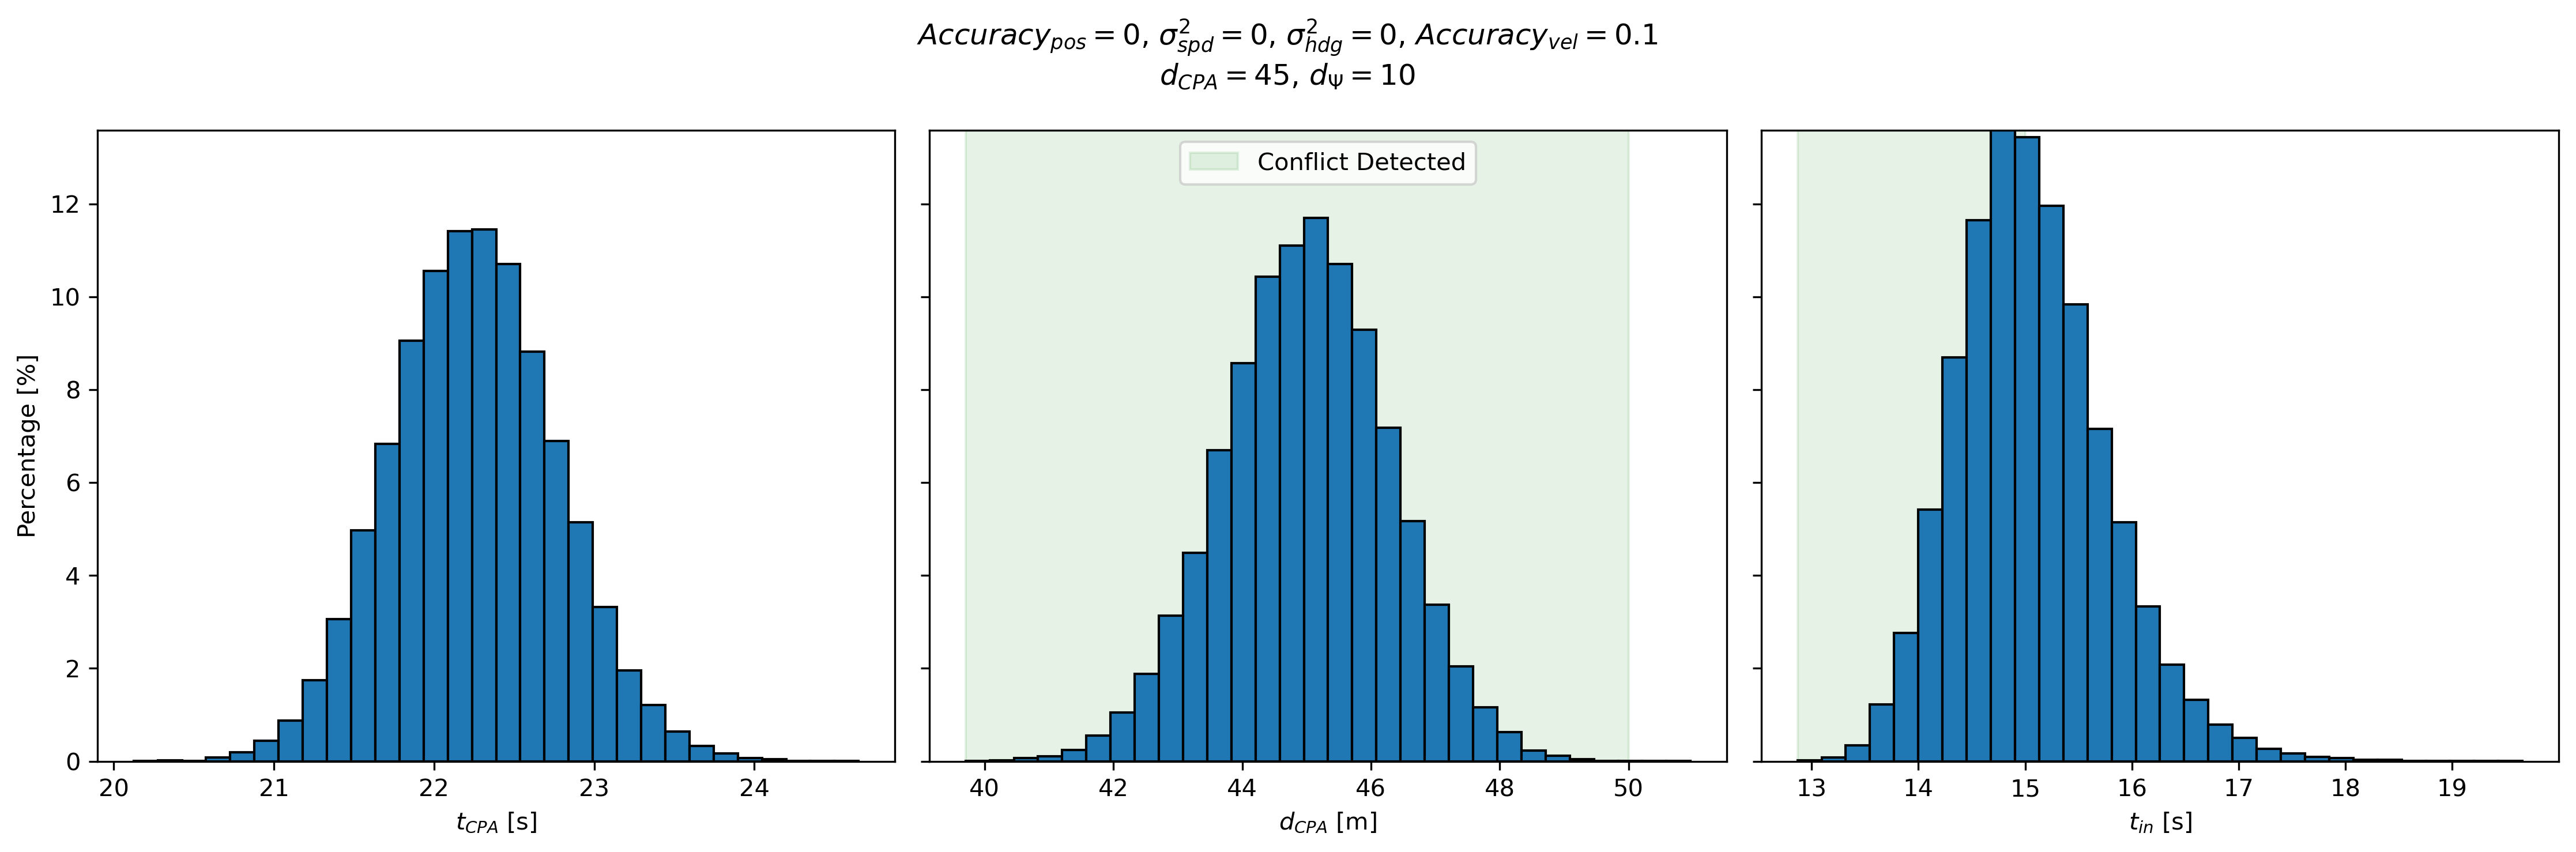 Accuracy_pos = 0, σ²_spd = 0, σ²_hdg = 0, Accuracy_vel = 0.1
d_CPA = 45, d_Ψ = 10
Percentage [%]
12
10
8
6
4
2
0
20 21 22 23 24
t_CPA [s]
Conflict Detected
40 42 44 46 48 50
d_CPA [m]
13 14 15 16 17 18 19
t_in [s]